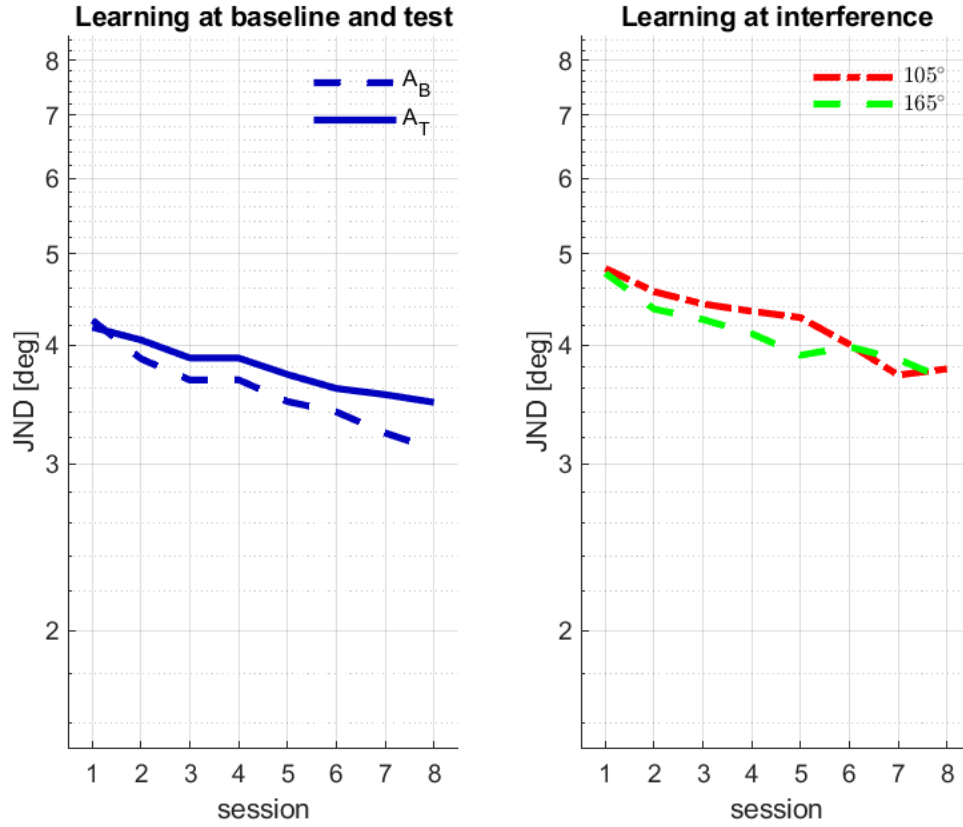 Learning at baseline and test
A_B
A_T
8
7
6
5
4
3
2
JND [deg]
1 2 3 4 5 6 7 8
session
Learning at interference
105°
165°
8
7
6
5
4
3
2
JND [deg]
1 2 3 4 5 6 7 8
session